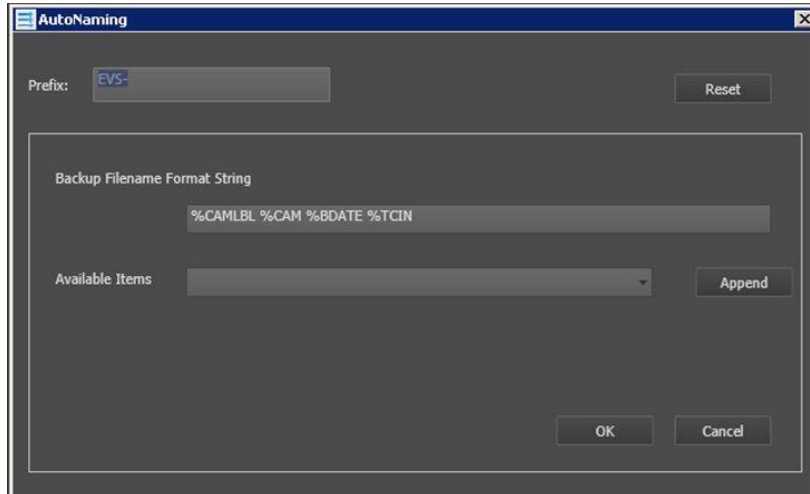 AutoNaming
Prefix: EVS-
Reset
Backup Filename Format String
%CAMLBL %CAM %BDATE %TCIN
Available Items
Append
OK Cancel